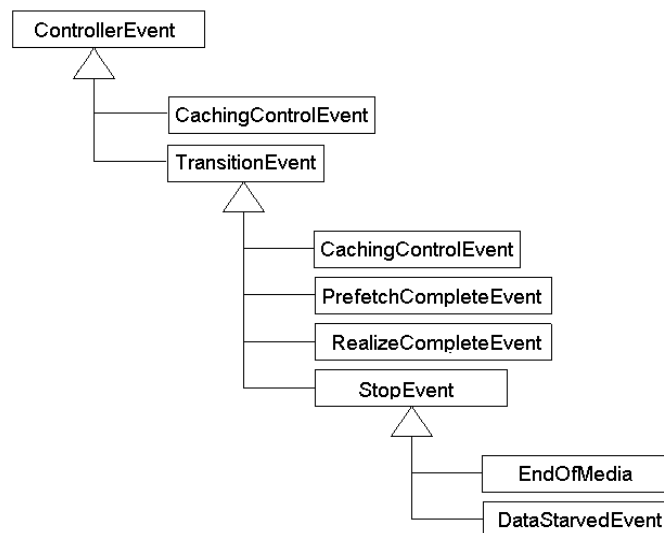 ControllerEvent
CachingControlEvent
TransitionEvent
CachingControlEvent
PrefetchCompleteEvent
RealizeCompleteEvent
StopEvent
EndOfMedia
DataStarvedEvent